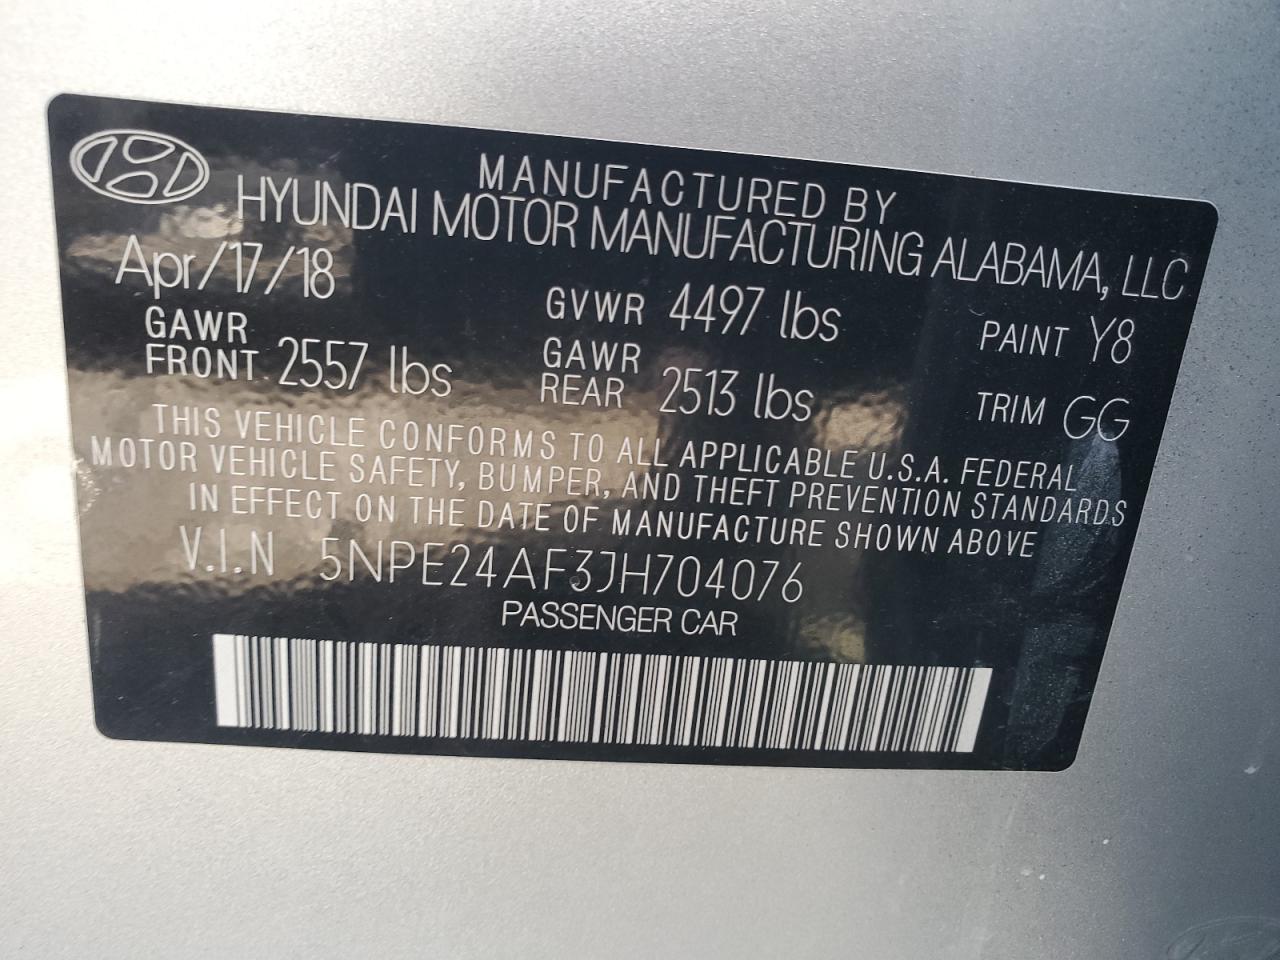 MANUFACTURED BY
HYUNDAI MOTOR MANUFACTURING ALABAMA, LLC
Apr/17/18 GVWR 4497 lbs PAINT Y8
GAWR FRONT 2557 lbs GAWR REAR 2513 lbs TRIM GG
THIS VEHICLE CONFORMS TO ALL APPLICABLE U.S.A. FEDERAL
MOTOR VEHICLE SAFETY, BUMPER, AND THEFT PREVENTION STANDARDS
IN EFFECT ON THE DATE OF MANUFACTURE SHOWN ABOVE
V.I.N 5NPE24AF3JH704076
PASSENGER CAR